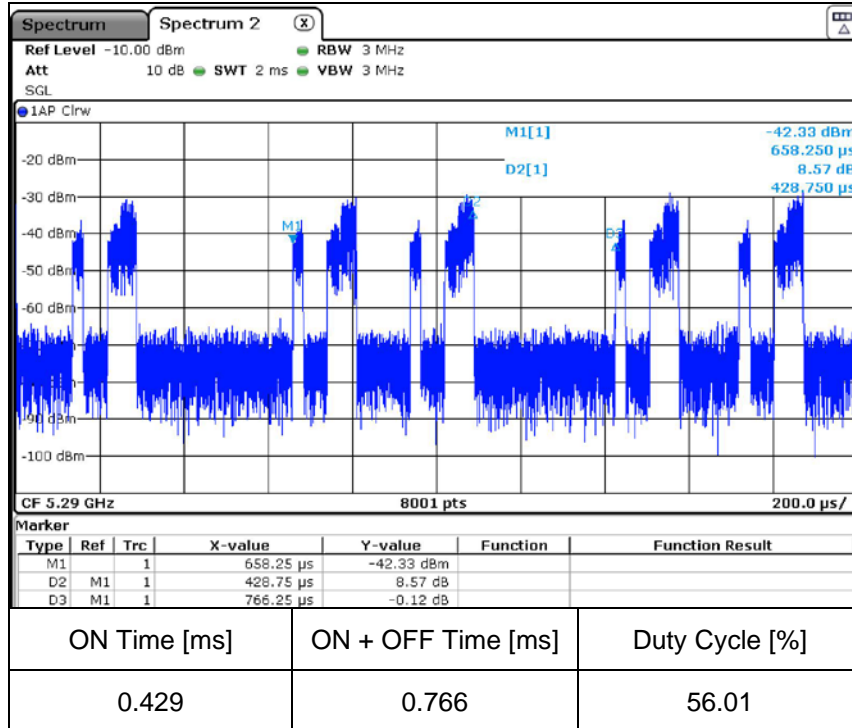 Spectrum Spectrum 2 X
Ref Level -10.00 dBm RBW 3 MHz
Att 10 dB SWT 2 ms VBW 3 MHz
SGL
1AP Clrw
M1[1] -42.33 dBm
658.250 µs
-20 dBm
D2[1] 8.57 dB
428.750 µs
-30 dBm
M1
D3
-40 dBm
-50 dBm
-60 dBm
-90 dBm
-100 dBm
CF 5.29 GHz 8001 pts 200.0 µs/
Marker
Type Ref Trc X-value Y-value Function Function Result
M1 1 658.25 µs -42.33 dBm
D2 M1 1 428.75 µs 8.57 dB
D3 M1 1 766.25 µs -0.12 dB
ON Time [ms] ON + OFF Time [ms] Duty Cycle [%]
0.429 0.766 56.01